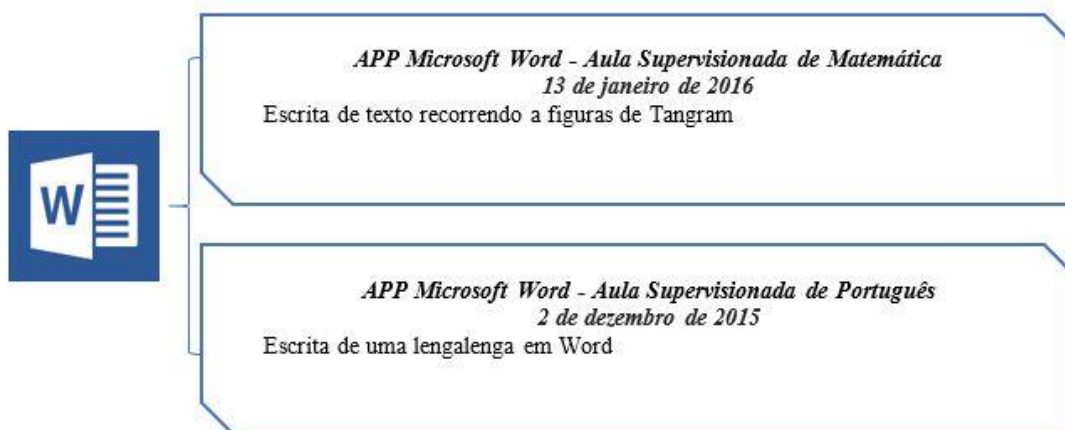 APP Microsoft Word - Aula Supervisionada de Matemática
13 de janeiro de 2016
Escrita de texto recorrendo a figuras de Tangram
W
APP Microsoft Word - Aula Supervisionada de Português
2 de dezembro de 2015
Escrita de uma lengalenga em Word